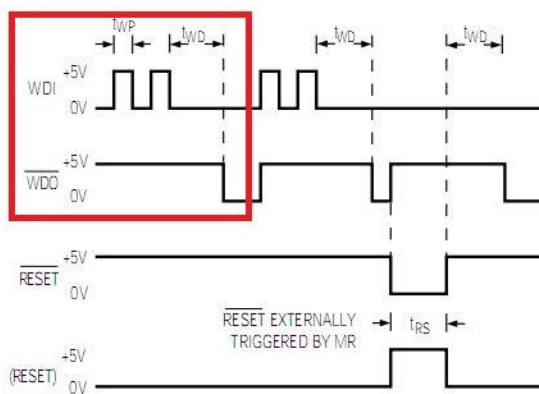 tWP tWD tWD tWD
+5V
WDI
0V
+5V
WDO
0V
+5V
RESET
0V
RESET EXTERNALLY tRS
TRIGGERED BY MR
+5V
(RESET)
0V